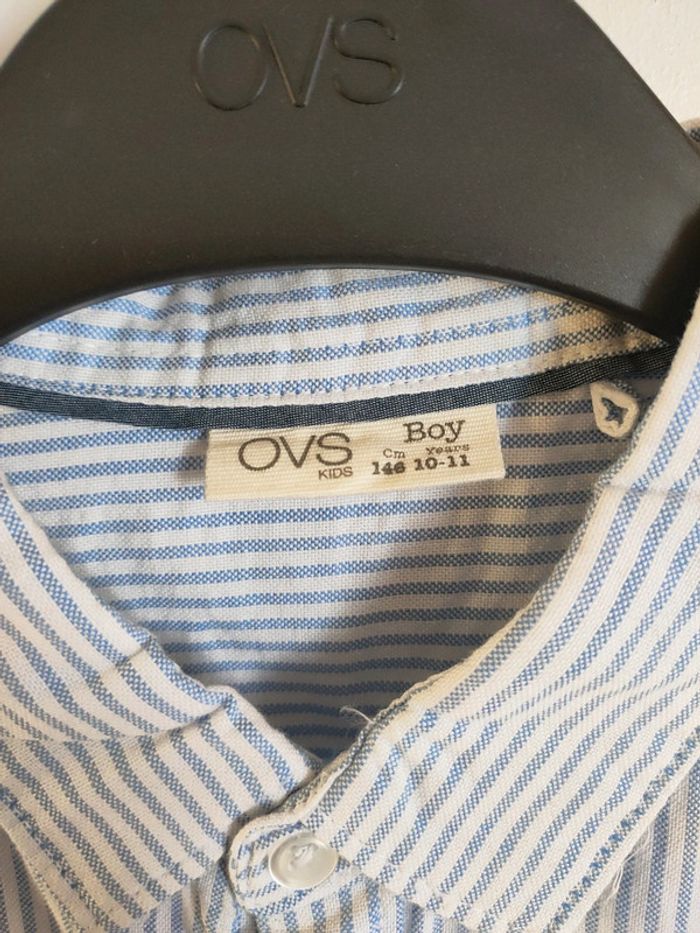 OVS
OVS
KIDS
Boy
Cm Years
146 10-11